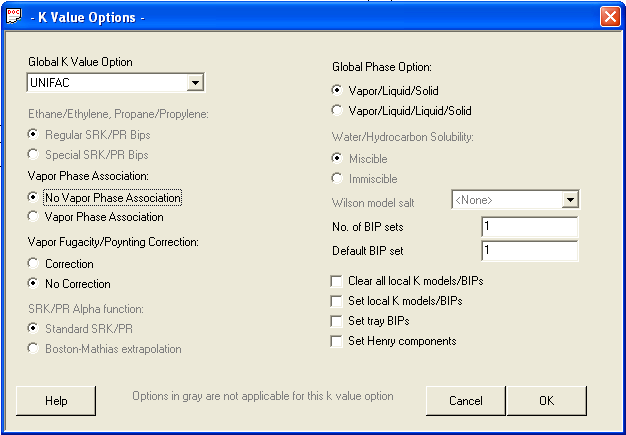 - K Value Options -
Global K Value Option
UNIFAC
Ethane/Ethylene, Propane/Propylene:
Regular SRK/PR Bips
Special SRK/PR Bips
Vapor Phase Association:
No Vapor Phase Association
Vapor Phase Association
Vapor Fugacity/Poynting Correction:
Correction
No Correction
SRK/PR Alpha function:
Standard SRK/PR
Boston-Mathias extrapolation
Global Phase Option:
Vapor/Liquid/Solid
Vapor/Liquid/Liquid/Solid
Water/Hydrocarbon Solubility:
Miscible
Immiscible
Wilson model salt <None>
No. of BIP sets 1
Default BIP set 1
Clear all local K models/BIPs
Set local K models/BIPs
Set tray BIPs
Set Henry components
Help
Options in gray are not applicable for this k value option
Cancel
OK